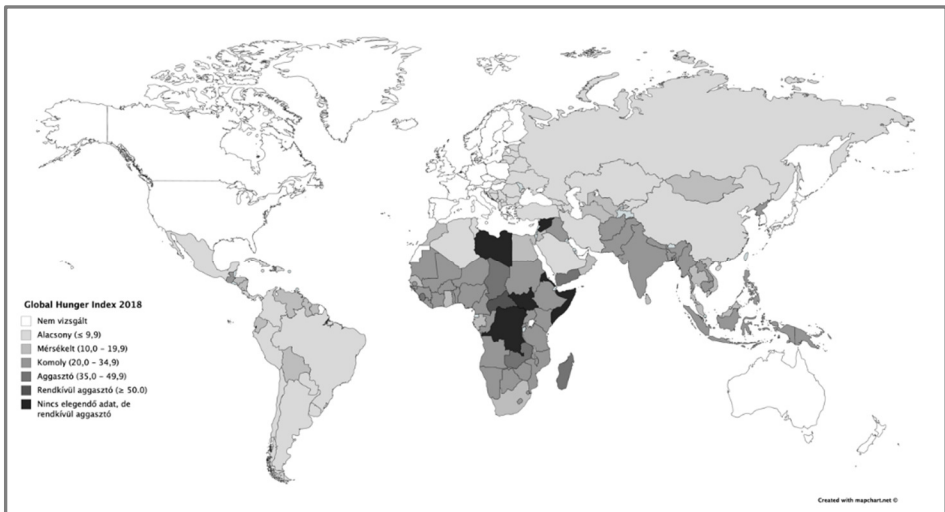 Global Hunger Index 2018
Nem vizsgált
Alacsony (≤ 9,9)
Mérsékelt (10,0 – 19,9)
Komoly (20,0 – 34,9)
Aggasztó (35,0 – 49,9)
Rendkívül aggasztó (≥ 50.0)
Nincs elegendő adat, de
rendkívül aggasztó
Created with mapchart.net ©